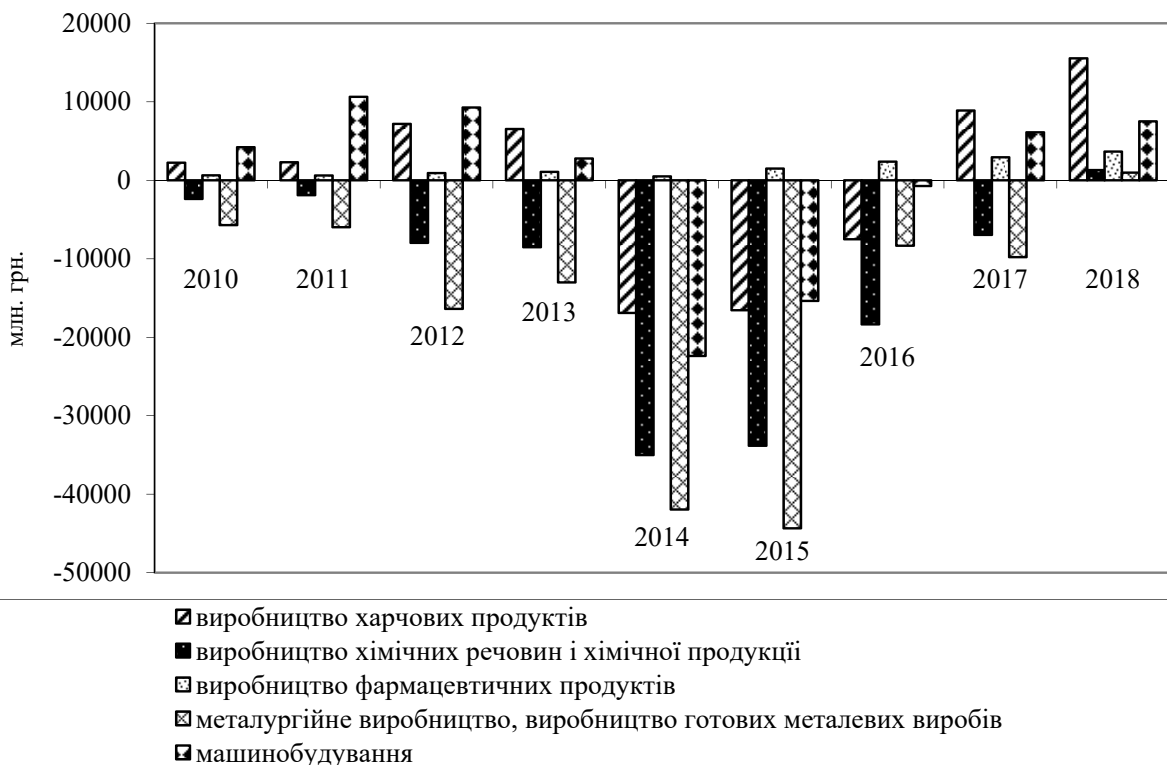 20000
10000
0
-10000
-20000
-30000
-40000
-50000
млн. грн.
2010
2011
2012
2013
2014
2015
2016
2017
2018
виробництво харчових продуктів
виробництво хімічних речовин і хімічної продукцїї
виробництво фармацевтичних продуктів
металургійне виробництво, виробництво готових металевих виробів
машинобудування